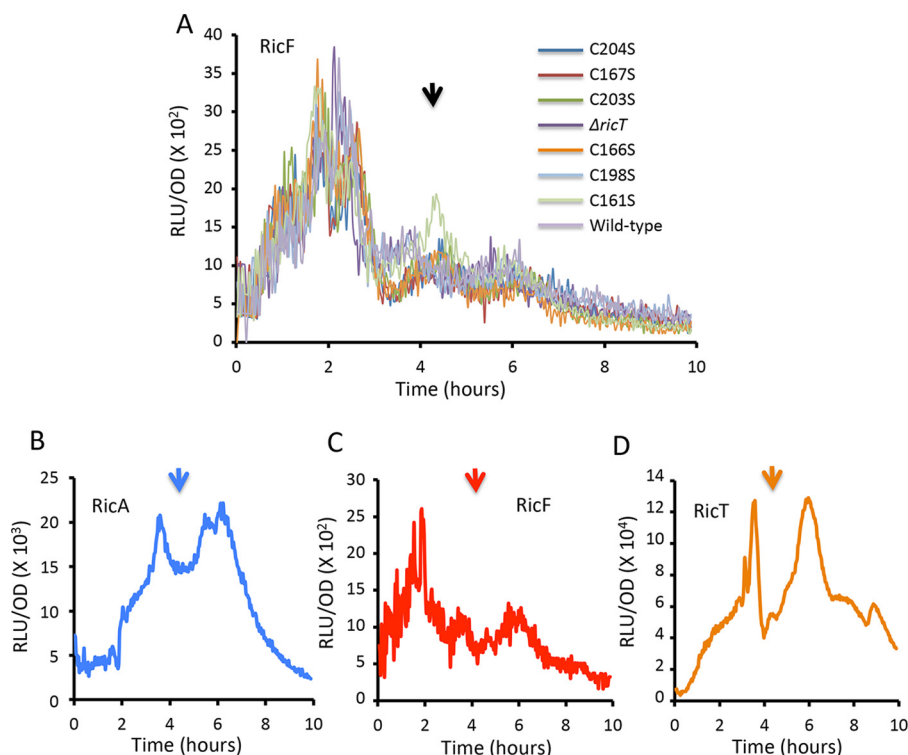 A
RicF
RLU/OD (X 10²)
40
35
30
25
20
15
10
5
0
0 2 4 6 8 10
Time (hours)
C204S
C167S
C203S
ΔricT
C166S
C198S
C161S
Wild-type
B
RicA
RLU/OD (X 10³)
25
20
15
10
5
0
0 2 4 6 8 10
Time (hours)
C
RicF
RLU/OD (X 10²)
30
25
20
15
10
5
0
0 2 4 6 8 10
Time (hours)
D
RicT
RLU/OD (X 10⁴)
14
12
10
8
6
4
2
0
0 2 4 6 8 10
Time (hours)